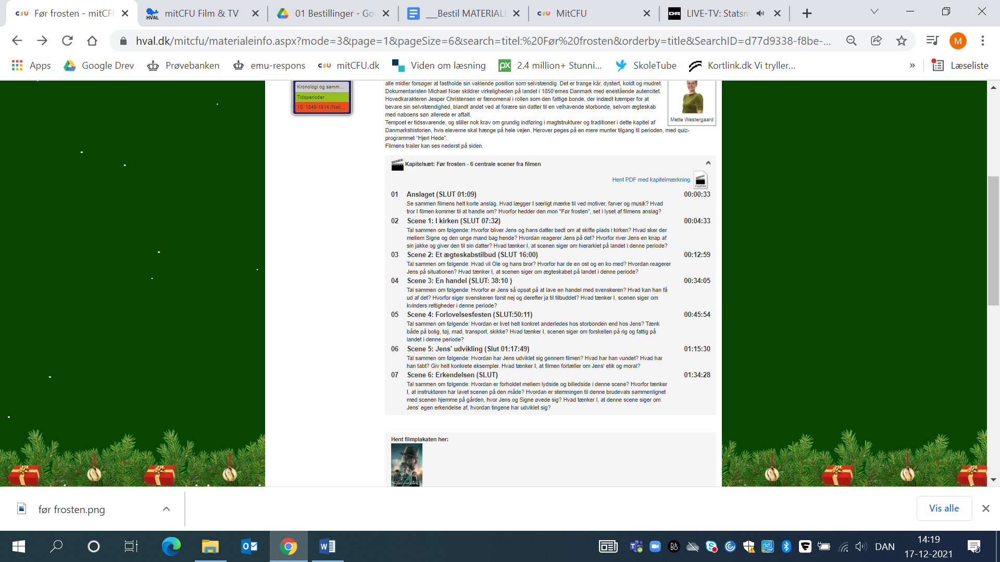 Før frosten - mitCFU
mitCFU Film & TV
01 Bestillinger - Goo
___Bestil MATERIALE
MitCFU
LIVE-TV: Statsm
hval.dk/mitcfu/materialeinfo.aspx?mode=3&page=1&pageSize=6&search=titel:%20Før%20frosten&orderby=title&SearchID=d77d9338-f8be-...
M
Apps
Google Drev
Prøvebanken
emu-respons
mitCFU.dk
Viden om læsning
2.4 million+ Stunni...
SkoleTube
Kortlink.dk Vi tryller...
»
Læseliste
Kronologi og samm...
Tidsperioder
10. 1848-1914 (Nati...
alle midler forsøger at fastholde sin vaklende position som selvstændig. Det er trange kår, dystert, koldt og mudret.
Dokumentaristen Michael Noer skildrer virkeligheden på landet i 1850'ernes Danmark med enestående autencitet.
Hovedkarakteren Jesper Christensen er fænomenal i rollen som den fattige bonde, der indædt kæmper for at
bevare sin selvstændighed, blandt andet ved at forære sin datter til en velhavende storbonde, selvom ægteskab
med naboens søn allerede er aftalt.
Tempoet er tidssvarende, og stiller nok krav om grundig indføring i magtstrukturer og traditioner i dette kapitel af
Danmarkshistorien, hvis eleverne skal hænge på hele vejen. Herover peges på en mere munter tilgang til perioden, med quiz-
programmet "Hjerl Hede".
Filmens trailer kan ses nederst på siden.
Mette Westergaard
Kapitelsæt: Før frosten - 6 centrale scener fra filmen
Hent PDF med kapitelmærkning
Kapitler
01 Anslaget (SLUT 01:09) 00:00:33
Se sammen filmens helt korte anslag. Hvad lægger I særligt mærke til ved motiver, farver og musik? Hvad
tror I filmen kommer til at handle om? Hvorfor hedder den mon "Før frosten", set i lyset af filmens anslag?
02 Scene 1: I kirken (SLUT 07:32) 00:04:33
Tal sammen om følgende: Hvorfor bliver Jens og hans datter bedt om at skifte plads i kirken? Hvad sker der
mellem Signe og den unge mand bag hende? Hvordan reagerer Jens på det? Hvorfor river Jens en knap af
sin jakke og giver den til sin datter? Hvad tænker I, at scenen siger om hierarkiet på landet i denne periode?
03 Scene 2: Et ægteskabstilbud (SLUT 16:00) 00:12:59
Tal sammen om følgende: Hvad vil Ole og hans bror? Hvorfor har de en ost og en ko med? Hvordan reagerer
Jens på situationen? Hvad tænker I, at scenen siger om ægteskabet på landet i denne periode?
04 Scene 3: En handel (SLUT: 38:10 ) 00:34:05
Tal sammen om følgende: Hvorfor er Jens så opsat på at lave en handel med svenskeren? Hvad kan han få
ud af det? Hvorfor siger svenskeren først nej og derefter ja til tilbuddet? Hvad tænker I, scenen siger om
kvinders rettigheder i denne periode?
05 Scene 4: Forlovelsesfesten (SLUT:50:11) 00:45:54
Tal sammen om følgende: Hvordan er livet helt konkret anderledes hos storbonden end hos Jens? Tænk
både på bolig, tøj, mad, transport, skikke? Hvad tænker I, scenen siger om forskellen på rig og fattig på
landet i denne periode?
06 Scene 5: Jens' udvikling (Slut 01:17:49) 01:15:30
Tal sammen om følgende: Hvordan har Jens udviklet sig gennem filmen? Hvad har han vundet? Hvad har
han tabt? Giv helt konkrete eksempler. Hvad tænker I, at filmen fortæller om Jens' etik og moral?
07 Scene 6: Erkendelsen (SLUT) 01:34:28
Tal sammen om følgende: Hvordan er forholdet mellem lydside og billedside i denne scene? Hvorfor tænker
I, at instruktøren har lavet scenen på den måde? Hvordan er stemningen til denne brudevals sammenlignet
med scenen hjemme på gården, hvor Jens og Signe øvede sig? Hvad tænker I, at denne scene siger om
Jens' egen erkendelse af, hvordan tingene har udviklet sig?
Hent filmplakaten her:
Før frosten
før frosten.png
Vis alle
DAN
14:19
17-12-2021